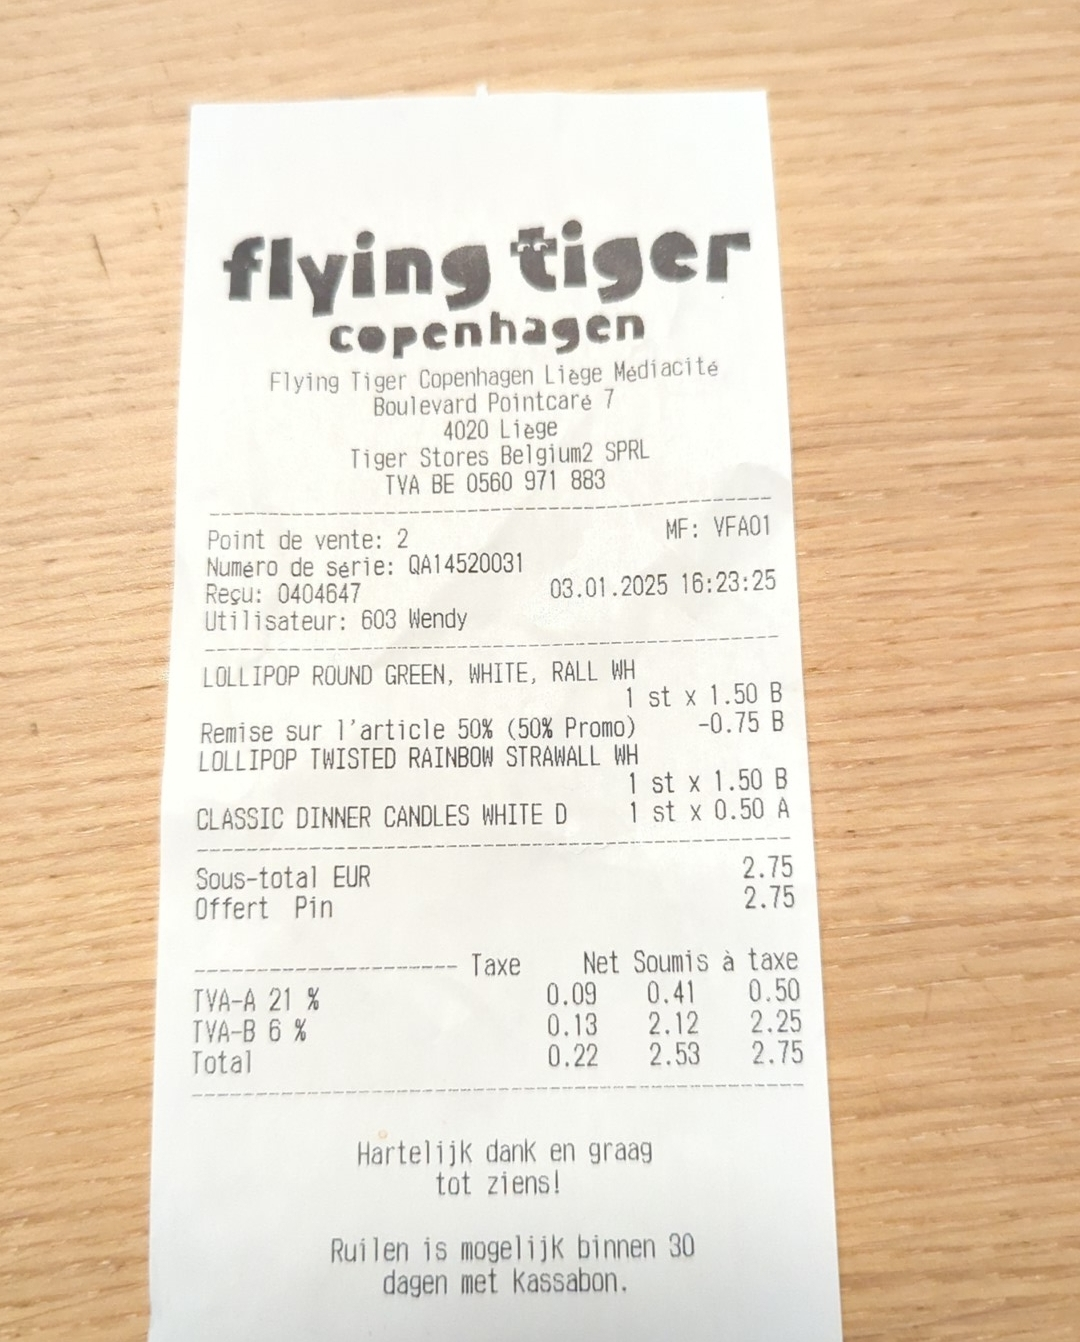 flying tiger
copenhagen
Flying Tiger Copenhagen Liège Médiacité
Boulevard Pointcaré 7
4020 Liège
Tiger Stores Belgium2 SPRL
TVA BE 0560 971 883
Point de vente: 2 MF: VFA01
Numéro de série: QA14520031
Reçu: 0404647 03.01.2025 16:23:25
Utilisateur: 603 Wendy
LOLLIPOP ROUND GREEN, WHITE, RALL WH
1 st x 1.50 B
Remise sur l'article 50% (50% Promo) -0.75 B
LOLLIPOP TWISTED RAINBOW STRAWALL WH
1 st x 1.50 B
CLASSIC DINNER CANDLES WHITE D 1 st x 0.50 A
Sous-total EUR 2.75
Offert Pin 2.75
Taxe Net Soumis à taxe
TVA-A 21 % 0.09 0.41 0.50
TVA-B 6 % 0.13 2.12 2.25
Total 0.22 2.53 2.75
Hartelijk dank en graag
tot ziens!
Ruilen is mogelijk binnen 30
dagen met kassabon.